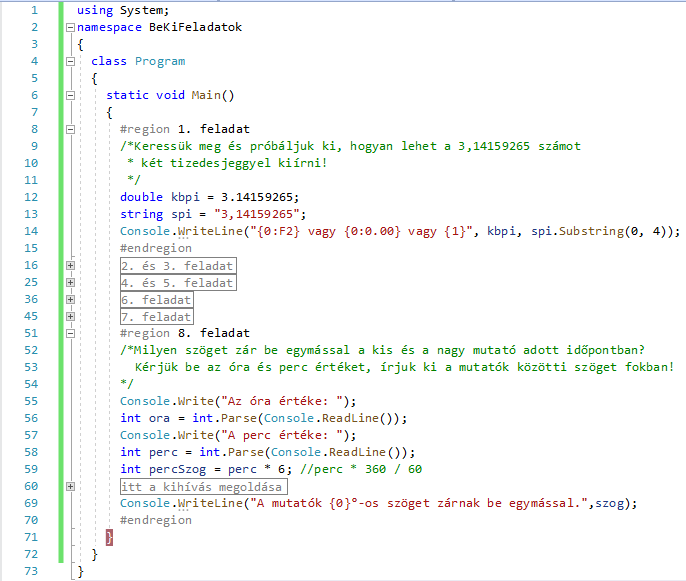 1 using System;
2 namespace BeKiFeladatok
3 {
4 class Program
5 {
6 static void Main()
7 {
8 #region 1. feladat
9 /*Keressük meg és próbáljuk ki, hogyan lehet a 3,14159265 számot
10 * két tizedesjeggyel kiírni!
11 */
12 double kbpi = 3.14159265;
13 string spi = "3,14159265";
14 Console.WriteLine("{0:F2} vagy {0:0.00} vagy {1}", kbpi, spi.Substring(0, 4));
15 #endregion
16 2. és 3. feladat
25 4. és 5. feladat
36 6. feladat
45 7. feladat
51 #region 8. feladat
52 /*Milyen szöget zár be egymással a kis és a nagy mutató adott időpontban?
53 Kérjük be az óra és perc értéket, írjuk ki a mutatók közötti szöget fokban!
54 */
55 Console.Write("Az óra értéke: ");
56 int ora = int.Parse(Console.ReadLine());
57 Console.Write("A perc értéke: ");
58 int perc = int.Parse(Console.ReadLine());
59 int percSzog = perc * 6; //perc * 360 / 60
60 itt a kihívás megoldása
69 Console.WriteLine("A mutatók {0}°-os szöget zárnak be egymással.",szog);
70 #endregion
71 }
72 }
73 }